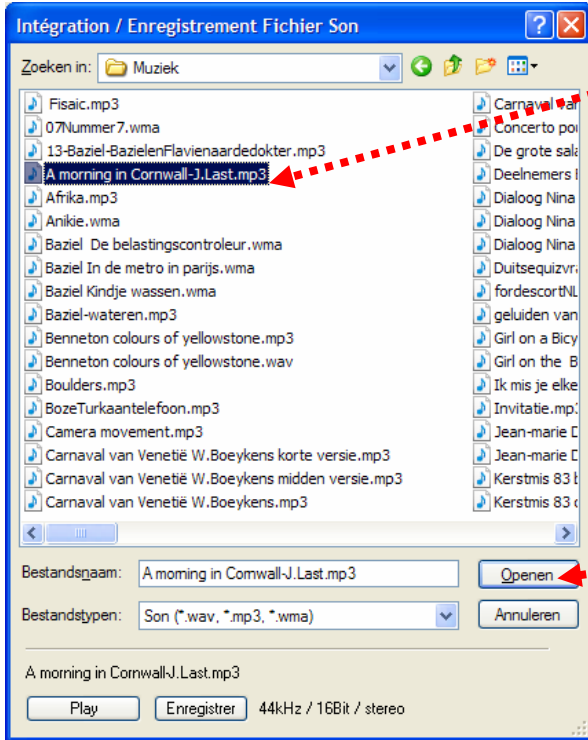 Intégration / Enregistrement Fichier Son
Zoeken in: Muziek
Fisaic.mp3
07Nummer7.wma
13-Baziel-BazielenFlavienaardedokter.mp3
A morning in Cornwall-J.Last.mp3
Afrika.mp3
Anikie.wma
Baziel De belastingscontroleur.wma
Baziel In de metro in parijs.wma
Baziel Kindje wassen.wma
Baziel-wateren.mp3
Benneton colours of yellowstone.mp3
Benneton colours of yellowstone.wav
Boulders.mp3
BozeTurkaantelefoon.mp3
Camera movement.mp3
Carnaval van Venetië W.Boeykens korte versie.mp3
Carnaval van Venetië W.Boeykens midden versie.mp3
Carnaval van Venetië W.Boeykens.mp3
Carnaval van
Concerto pou
De grote sala
Deelnemers
Dialoog Nina
Dialoog Nina
Dialoog Nina
Duitsequizvr
fordescortNL
geluiden van
Girl on a Bicy
Girl on the B
Ik mis je elke
Invitatie.mp
Jean-marie D
Jean-marie D
Kerstmis 83
Kerstmis 83
Bestandsnaam: A morning in Cornwall-J.Last.mp3 Openen
Bestandstypen: Son (*.wav, *.mp3, *.wma) Annuleren
A morning in Cornwall-J.Last.mp3
Play Enregistrer 44kHz / 16Bit / stereo